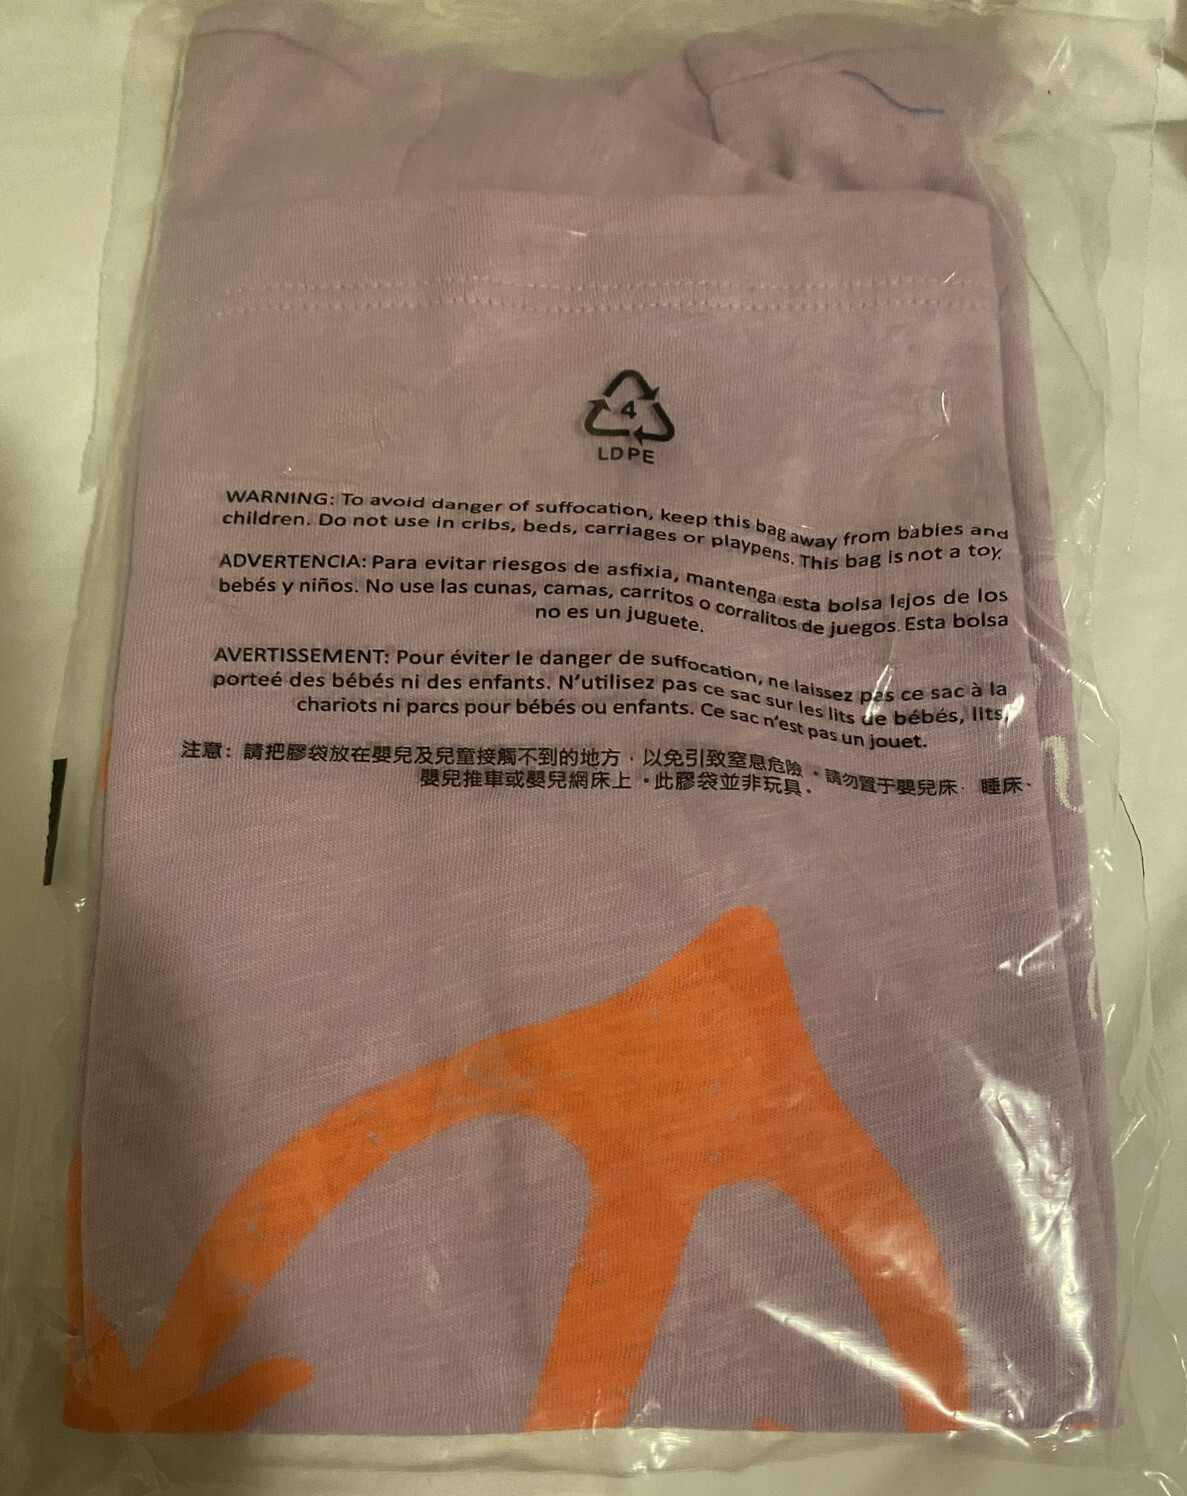 4
LDPE
WARNING: To avoid danger of suffocation, keep this bag away from babies and
children. Do not use in cribs, beds, carriages or playpens. This bag is not a toy.
ADVERTENCIA: Para evitar riesgos de asfixia, mantenga esta bolsa lejos de los
bebés y niños. No use las cunas, camas, carritos o corralitos de juegos. Esta bolsa
no es un juguete.
AVERTISSEMENT: Pour éviter le danger de suffocation, ne laissez pas ce sac à la
porteé des bébés ni des enfants. N'utilisez pas ce sac sur les lits de bébés, lits,
chariots ni parcs pour bébés ou enfants. Ce sac n'est pas un jouet.
注意：請把膠袋放在嬰兒及兒童接觸不到的地方，以免引致窒息危險。請勿置于嬰兒床、睡床、
嬰兒推車或嬰兒網床上。此膠袋並非玩具。